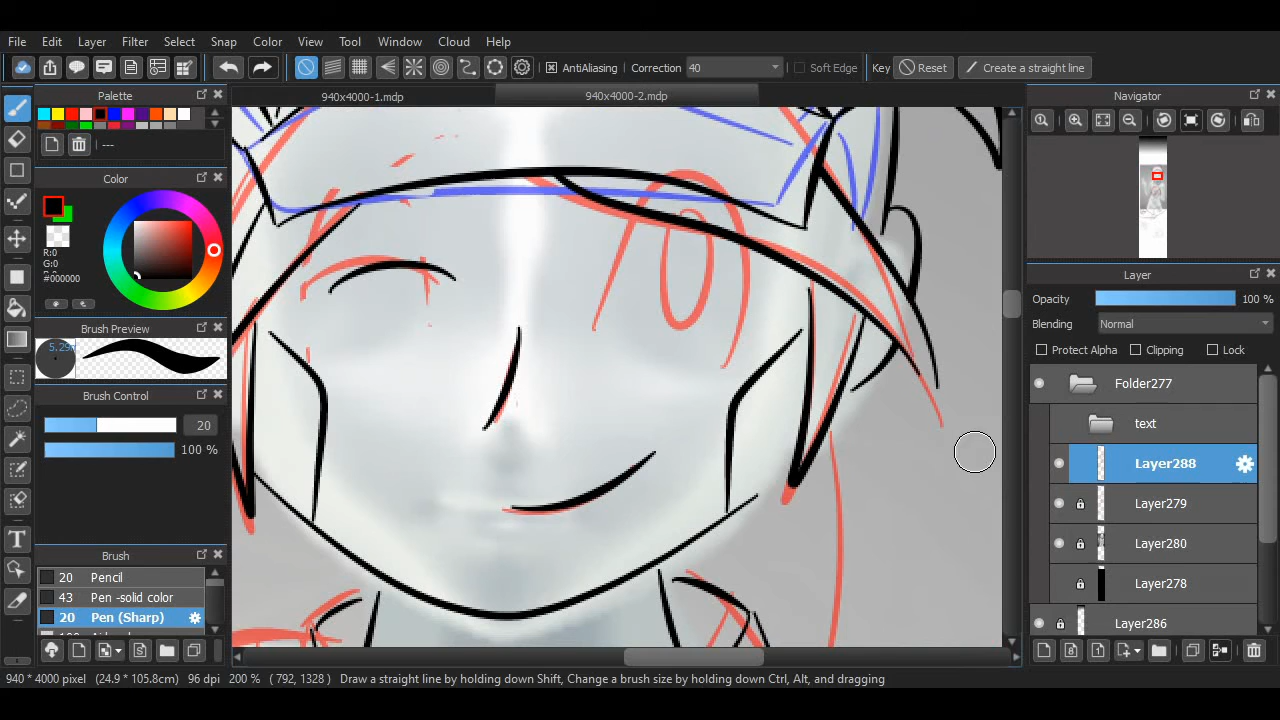 File Edit Layer Filter Select Snap Color View Tool Window Cloud Help
AntiAliasing Correction 40 Soft Edge Key Reset Create a straight line
Palette
940x4000-1.mdp 940x4000-2.mdp
Navigator
---
Color
R:0
G:0
#000000
Brush Preview
5.29
Brush Control
20
100 %
Brush
20 Pencil
43 Pen -solid color
20 Pen (Sharp)
Layer
Opacity 100 %
Blending Normal
Protect Alpha Clipping Lock
Folder277
text
Layer288
Layer279
Layer280
Layer278
Layer286
940 * 4000 pixel (24.9 * 105.8cm) 96 dpi 200 % ( 792, 1328 ) Draw a straight line by holding down Shift, Change a brush size by holding down Ctrl, Alt, and dragging